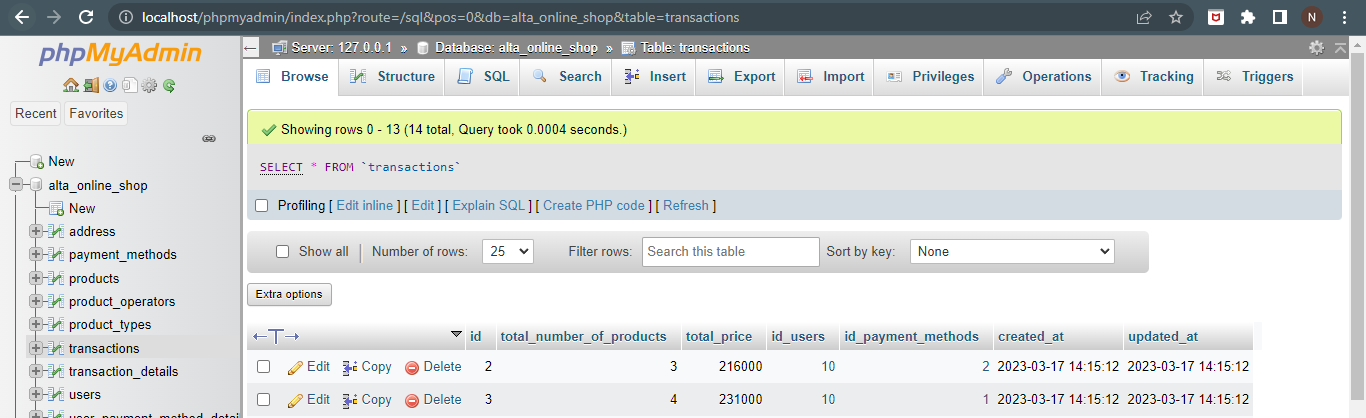 localhost/phpmyadmin/index.php?route=/sql&pos=0&db=alta_online_shop&table=transactions
N
phpMyAdmin
Recent Favorites
New
alta_online_shop
New
address
payment_methods
products
product_operators
product_types
transactions
transaction_details
users
Server: 127.0.0.1 » Database: alta_online_shop » Table: transactions
Browse Structure SQL Search Insert Export Import Privileges Operations Tracking Triggers
Showing rows 0 - 13 (14 total, Query took 0.0004 seconds.)
SELECT * FROM `transactions`
Profiling [ Edit inline ] [ Edit ] [ Explain SQL ] [ Create PHP code ] [ Refresh ]
Show all Number of rows: 25 Filter rows: Search this table Sort by key: None
Extra options
id total_number_of_products total_price id_users id_payment_methods created_at updated_at
Edit Copy Delete 2 3 216000 10 2 2023-03-17 14:15:12 2023-03-17 14:15:12
Edit Copy Delete 3 4 231000 10 1 2023-03-17 14:15:12 2023-03-17 14:15:12